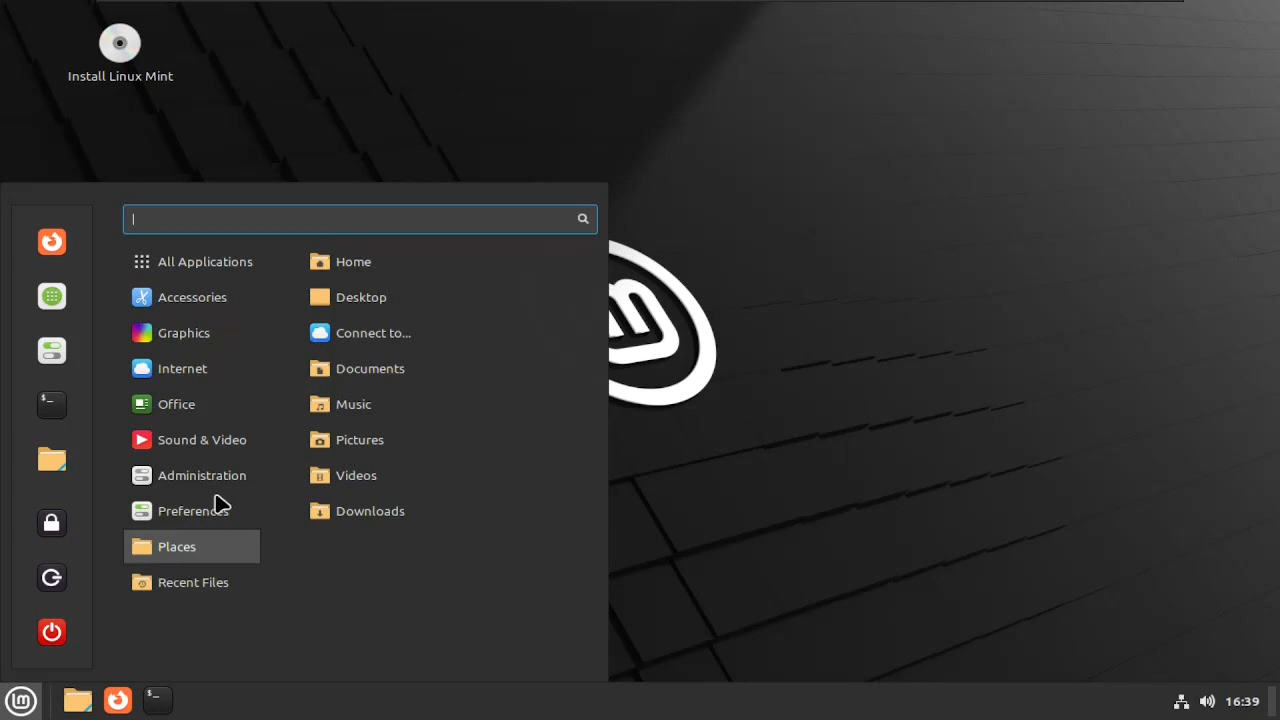 Install Linux Mint
All Applications
Accessories
Graphics
Internet
Office
Sound & Video
Administration
Preferences
Places
Recent Files
Home
Desktop
Connect to...
Documents
Music
Pictures
Videos
Downloads
16:39